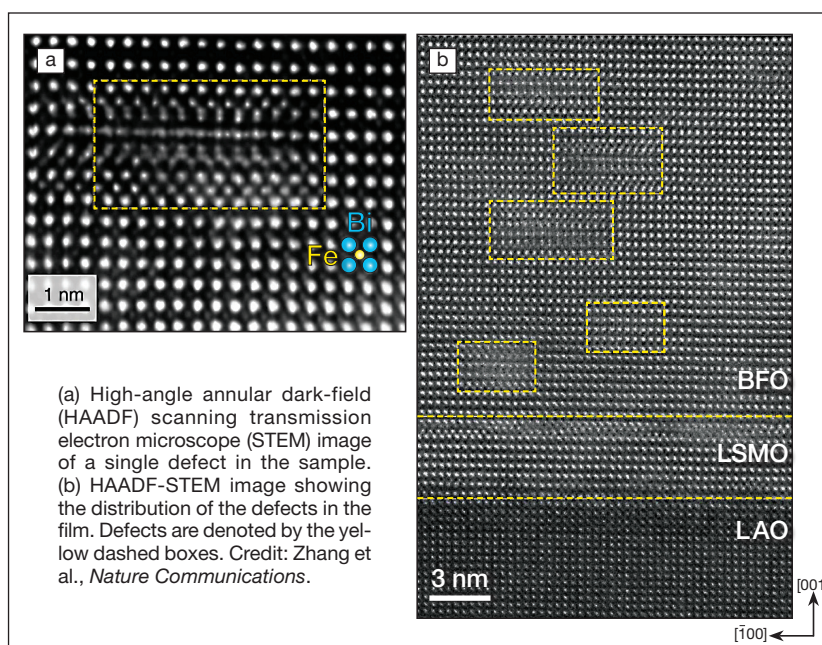 a
Bi
Fe
1 nm
(a) High-angle annular dark-field
(HAADF) scanning transmission
electron microscope (STEM) image
of a single defect in the sample.
(b) HAADF-STEM image showing
the distribution of the defects in the
film. Defects are denoted by the yel-
low dashed boxes. Credit: Zhang et
al., Nature Communications.
b
BFO
LSMO
LAO
3 nm
[001]
[1̄00]